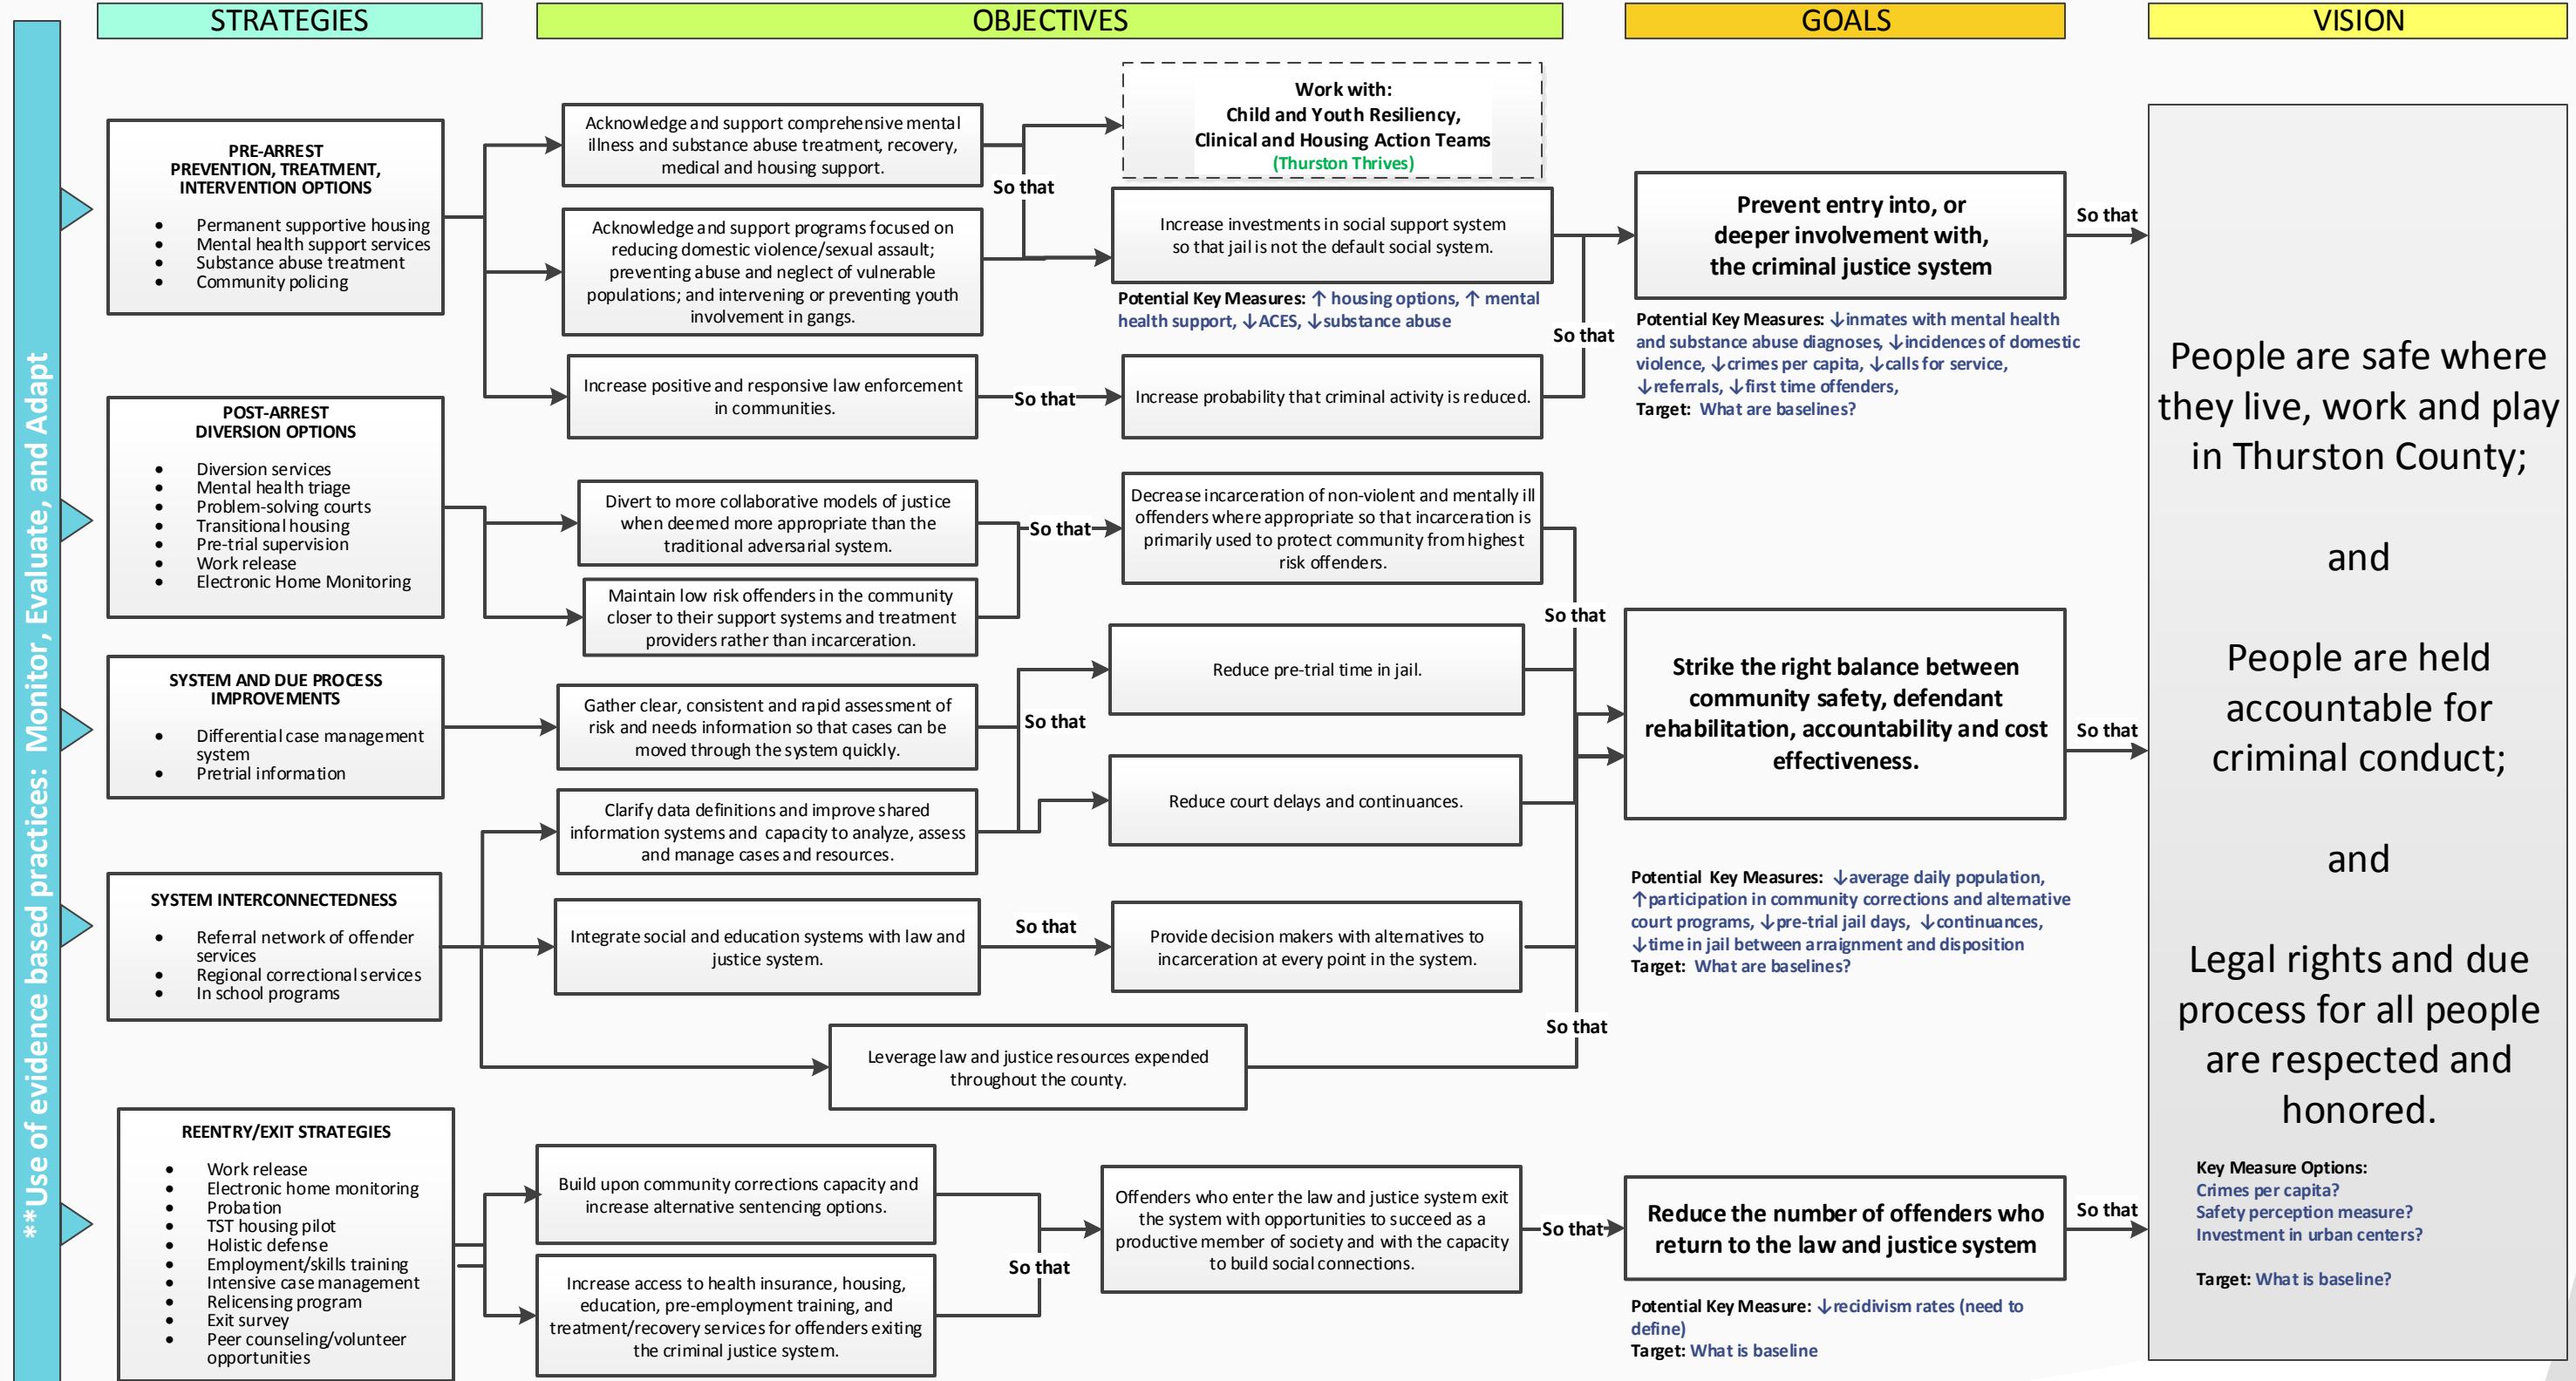 STRATEGIES
OBJECTIVES
GOALS
VISION
**Use of evidence based practices:  Monitor, Evaluate, and Adapt
PRE-ARREST
PREVENTION, TREATMENT,
INTERVENTION OPTIONS
• Permanent supportive housing
• Mental health support services
• Substance abuse treatment
• Community policing
POST-ARREST
DIVERSION OPTIONS
• Diversion services
• Mental health triage
• Problem-solving courts
• Transitional housing
• Pre-trial supervision
• Work release
• Electronic Home Monitoring
SYSTEM AND DUE PROCESS
IMPROVEMENTS
• Differential case management
system
• Pretrial information
SYSTEM INTERCONNECTEDNESS
• Referral network of offender
services
• Regional correctional services
• In school programs
REENTRY/EXIT STRATEGIES
• Work release
• Electronic home monitoring
• Probation
• TST housing pilot
• Holistic defense
• Employment/skills training
• Intensive case management
• Relicensing program
• Exit survey
• Peer counseling/volunteer
opportunities
Acknowledge and support comprehensive mental
illness and substance abuse treatment, recovery,
medical and housing support.
Acknowledge and support programs focused on
reducing domestic violence/sexual assault;
preventing abuse and neglect of vulnerable
populations; and intervening or preventing youth
involvement in gangs.
Increase positive and responsive law enforcement
in communities.
Divert to more collaborative models of justice
when deemed more appropriate than the
traditional adversarial system.
Maintain low risk offenders in the community
closer to their support systems and treatment
providers rather than incarceration.
Gather clear, consistent and rapid assessment of
risk and needs information so that cases can be
moved through the system quickly.
Clarify data definitions and improve shared
information systems and capacity to analyze, assess
and manage cases and resources.
Integrate social and education systems with law and
justice system.
Leverage law and justice resources expended
throughout the county.
Build upon community corrections capacity and
increase alternative sentencing options.
Increase access to health insurance, housing,
education, pre-employment training, and
treatment/recovery services for offenders exiting
the criminal justice system.
So that
So that
So that
So that
So that
So that
Work with:
Child and Youth Resiliency,
Clinical and Housing Action Teams
(Thurston Thrives)
Increase investments in social support system
so that jail is not the default social system.
Potential Key Measures: ↑ housing options, ↑ mental
health support, ↓ACES, ↓substance abuse
Increase probability that criminal activity is reduced.
Decrease incarceration of non-violent and mentally ill
offenders where appropriate so that incarceration is
primarily used to protect community from highest
risk offenders.
Reduce pre-trial time in jail.
Reduce court delays and continuances.
Provide decision makers with alternatives to
incarceration at every point in the system.
Offenders who enter the law and justice system exit
the system with opportunities to succeed as a
productive member of society and with the capacity
to build social connections.
So that
So that
So that
So that
Prevent entry into, or
deeper involvement with,
the criminal justice system
Potential Key Measures: ↓inmates with mental health
and substance abuse diagnoses, ↓incidences of domestic
violence, ↓crimes per capita, ↓calls for service,
↓referrals, ↓first time offenders,
Target:  What are baselines?
Strike the right balance between
community safety, defendant
rehabilitation, accountability and cost
effectiveness.
Potential  Key Measures:  ↓average daily population,
↑participation in community corrections and alternative
court programs, ↓pre-trial jail days,  ↓continuances,
↓time in jail between arraignment and disposition
Target:  What are baselines?
Reduce the number of offenders who
return to the law and justice system
Potential Key Measure: ↓recidivism rates (need to
define)
Target: What is baseline
So that
So that
So that
People are safe where
they live, work and play
in Thurston County;
and
People are held
accountable for
criminal conduct;
and
Legal rights and due
process for all people
are respected and
honored.
Key Measure Options:
Crimes per capita?
Safety perception measure?
Investment in urban centers?
Target: What is baseline?